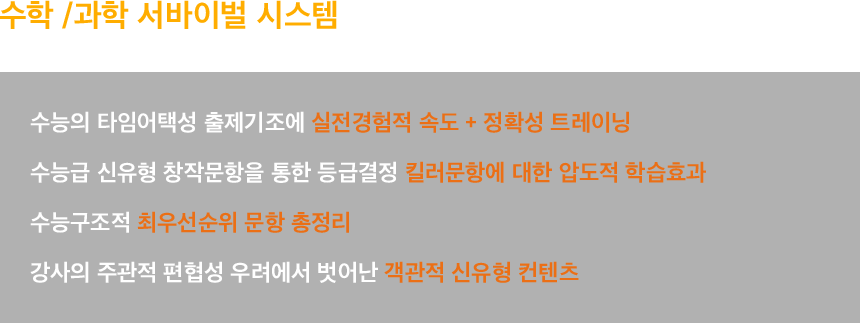 수학 /과학 서바이벌 시스템
수능의 타임어택성 출제기조에 실전경험적 속도 + 정확성 트레이닝
수능급 신유형 창작문항을 통한 등급결정 킬러문항에 대한 압도적 학습효과
수능구조적 최우선순위 문항 총정리
강사의 주관적 편협성 우려에서 벗어난 객관적 신유형 컨텐츠